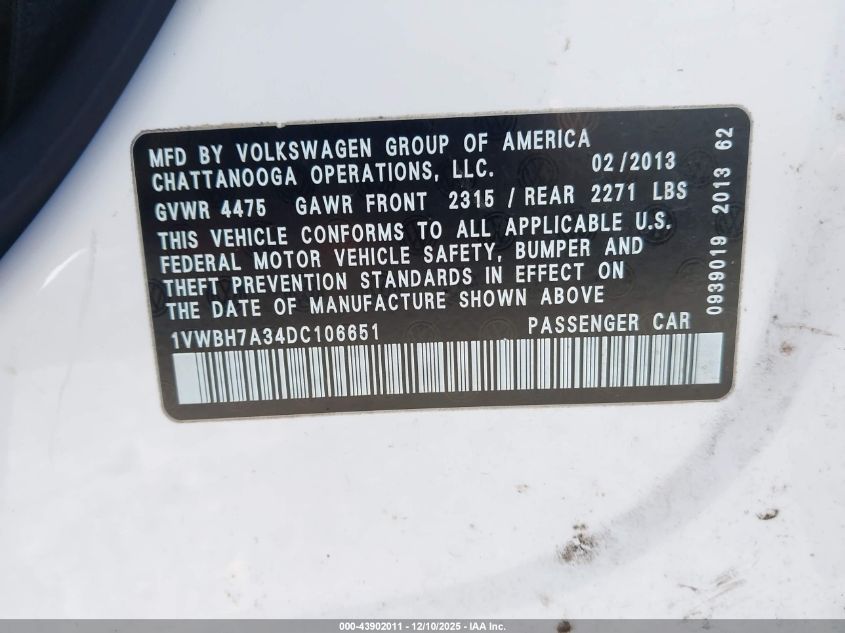 MFD BY VOLKSWAGEN GROUP OF AMERICA
CHATTANOOGA OPERATIONS, LLC. 02/2013
GVWR 4475 GAWR FRONT 2315 / REAR 2271 LBS
THIS VEHICLE CONFORMS TO ALL APPLICABLE U.S.
FEDERAL MOTOR VEHICLE SAFETY, BUMPER AND
THEFT PREVENTION STANDARDS IN EFFECT ON
THE DATE OF MANUFACTURE SHOWN ABOVE
1VWBH7A34DC106651 PASSENGER CAR
0939019 2013 62
000-43902011 - 12/10/2025 - IAA Inc.